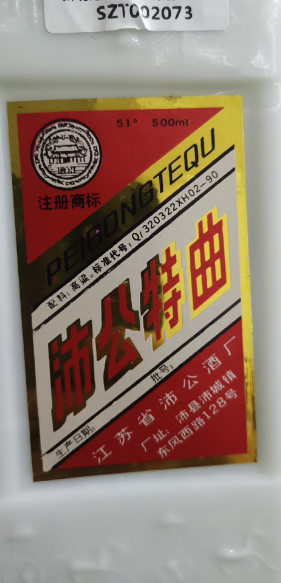 SZT002073
51° 500ml
通江
注册商标
PEIGONGTEQU
配料:高粱。标准代号:Q/320322XH02-90
沛公特曲
生产日期: 批号:
江苏省沛公酒厂
厂址:沛县沛城镇
东风西路128号